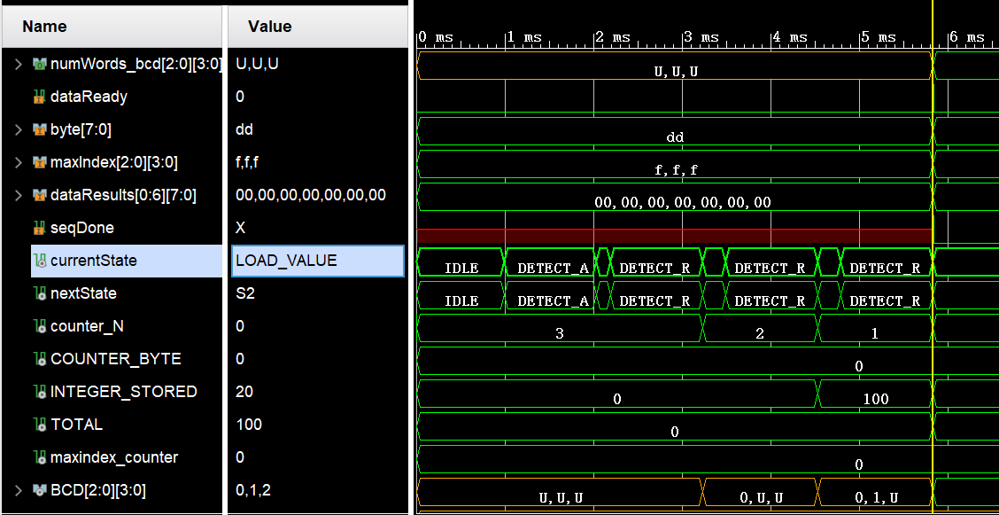 Name Value
0 ms 1 ms 2 ms 3 ms 4 ms 5 ms 6 ms
numWords_bcd[2:0][3:0] U,U,U U,U,U
dataReady 0
byte[7:0] dd dd
maxIndex[2:0][3:0] f,f,f f,f,f
dataResults[0:6][7:0] 00,00,00,00,00,00,00 00,00,00,00,00,00,00
seqDone X
currentState LOAD_VALUE IDLE DETECT_A DETECT_R DETECT_R DETECT_R
nextState S2 IDLE DETECT_A DETECT_R DETECT_R DETECT_R
counter_N 0 3 2 1
COUNTER_BYTE 0 0
INTEGER_STORED 20 0 100
TOTAL 100 0
maxindex_counter 0 0
BCD[2:0][3:0] 0,1,2 U,U,U 0,U,U 0,1,U